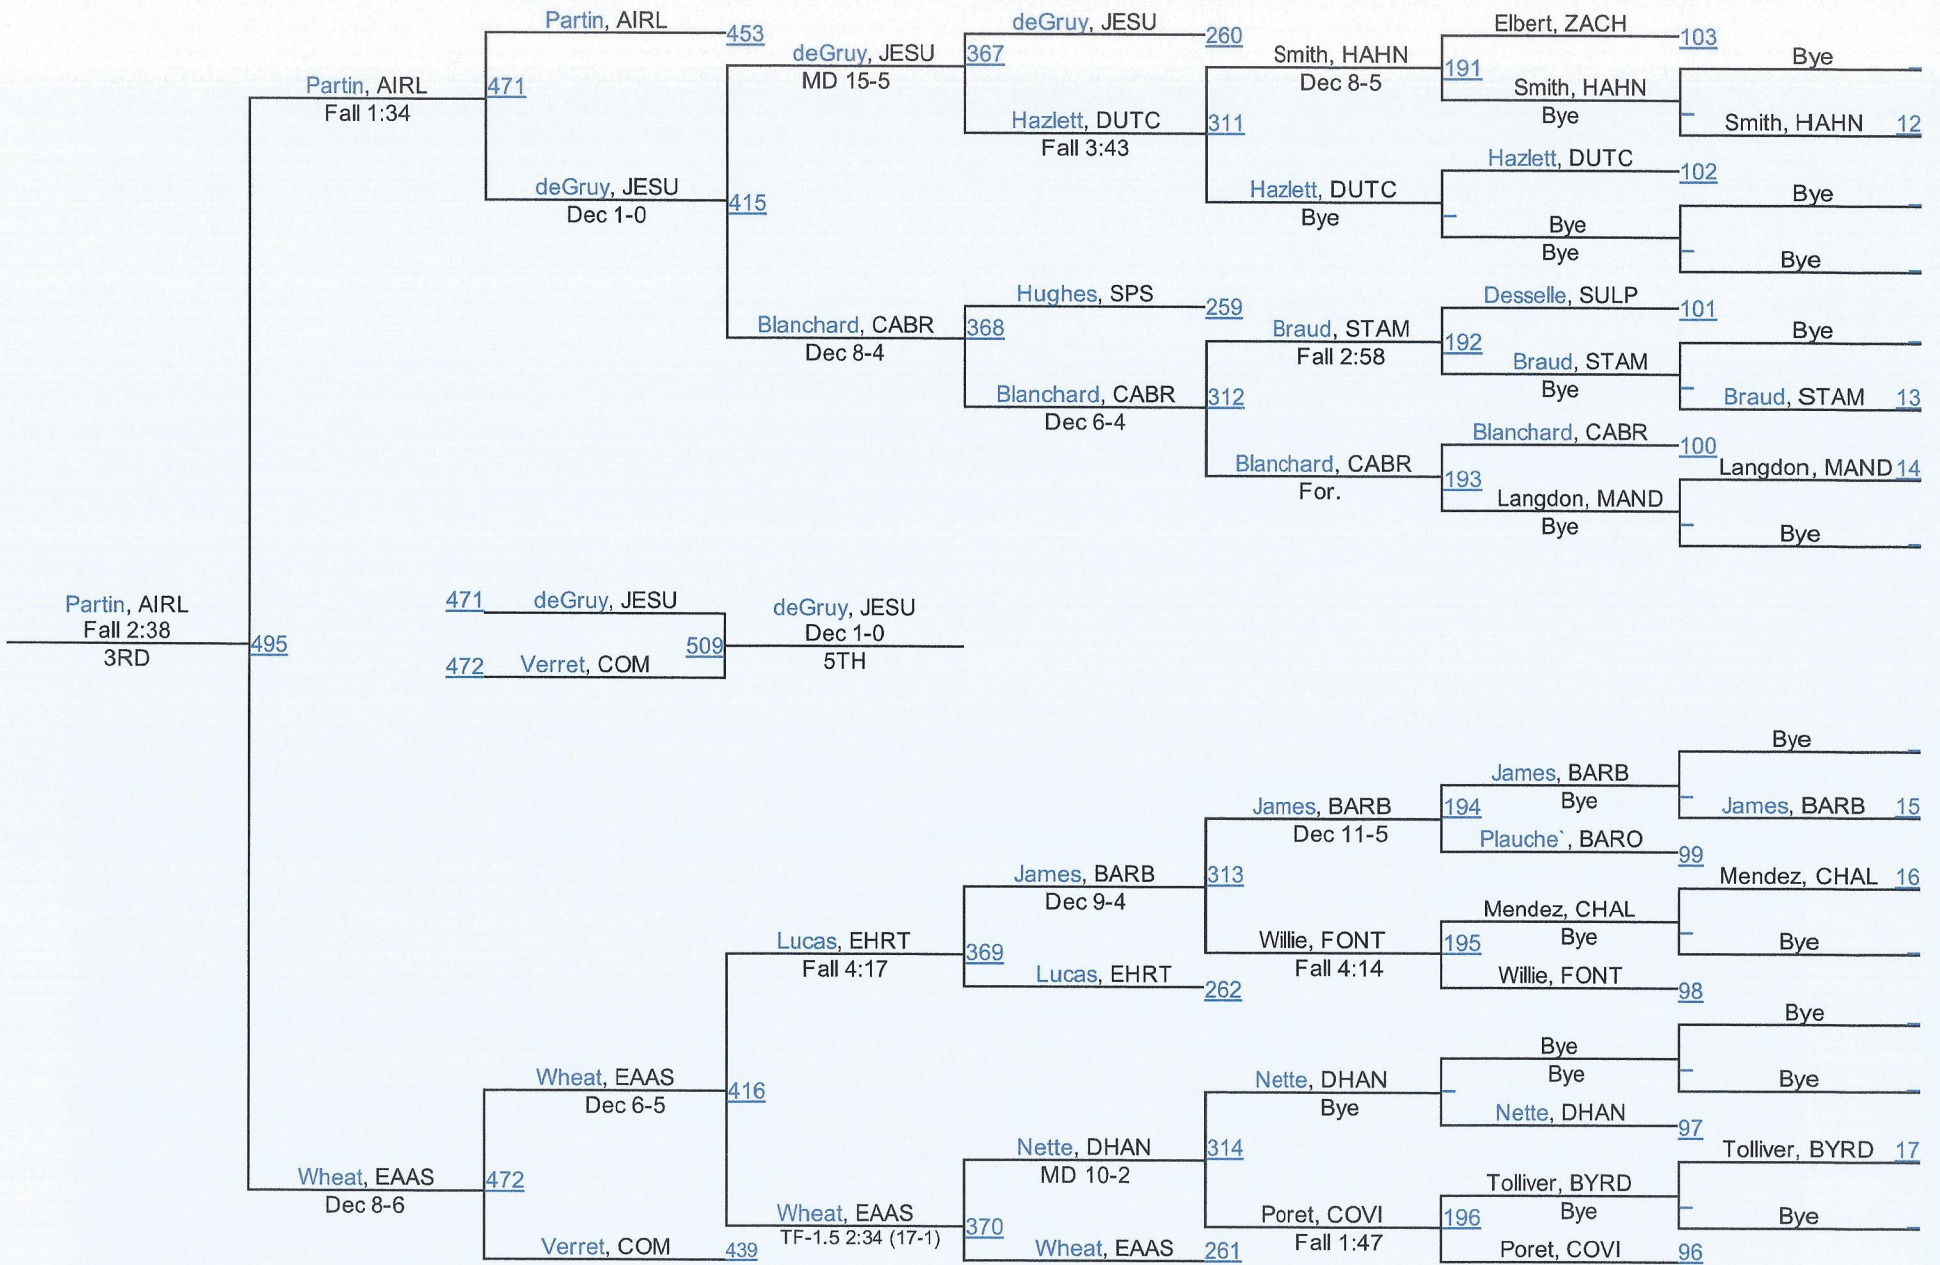 Partin, AIRL
453
deGruy, JESU
MD 15-5
deGruy, JESU
260
367
Smith, HAHN
Dec 8-5
Elbert, ZACH
103
Bye
191
Smith, HAHN
Bye
Smith, HAHN 12
Partin, AIRL
Fall 1:34
471
Hazlett, DUTC
Fall 3:43
311
Hazlett, DUTC
102
Bye
deGruy, JESU
Dec 1-0
415
Hazlett, DUTC
Bye
Bye
Bye
Bye
Hughes, SPS
259
Desselle, SULP
101
Bye
Blanchard, CABR
Dec 8-4
368
Braud, STAM
Fall 2:58
192
Braud, STAM
Bye
Braud, STAM 13
Blanchard, CABR
Dec 6-4
312
Blanchard, CABR
100
Langdon, MAND 14
Blanchard, CABR
For.
193
Langdon, MAND
Bye
Bye
Partin, AIRL
Fall 2:38
3RD
495
471 deGruy, JESU
509
deGruy, JESU
Dec 1-0
5TH
472 Verret, COM
Bye
James, BARB
Bye
James, BARB 15
James, BARB
Dec 11-5
194
Plauche`, BARO
99
James, BARB
Dec 9-4
313
Mendez, CHAL 16
Mendez, CHAL
Bye
Bye
Lucas, EHRT
Fall 4:17
369
Willie, FONT
Fall 4:14
195
Willie, FONT
98
Lucas, EHRT
262
Bye
Bye
Bye
Bye
Wheat, EAAS
Dec 6-5
416
Nette, DHAN
Bye
Nette, DHAN
97
Nette, DHAN
MD 10-2
314
Tolliver, BYRD 17
Tolliver, BYRD
Bye
Bye
Wheat, EAAS
Dec 8-6
472
Wheat, EAAS
TF-1.5 2:34 (17-1)
370
Poret, COVI
Fall 1:47
196
Poret, COVI
96
Verret, COM
439
Wheat, EAAS
261